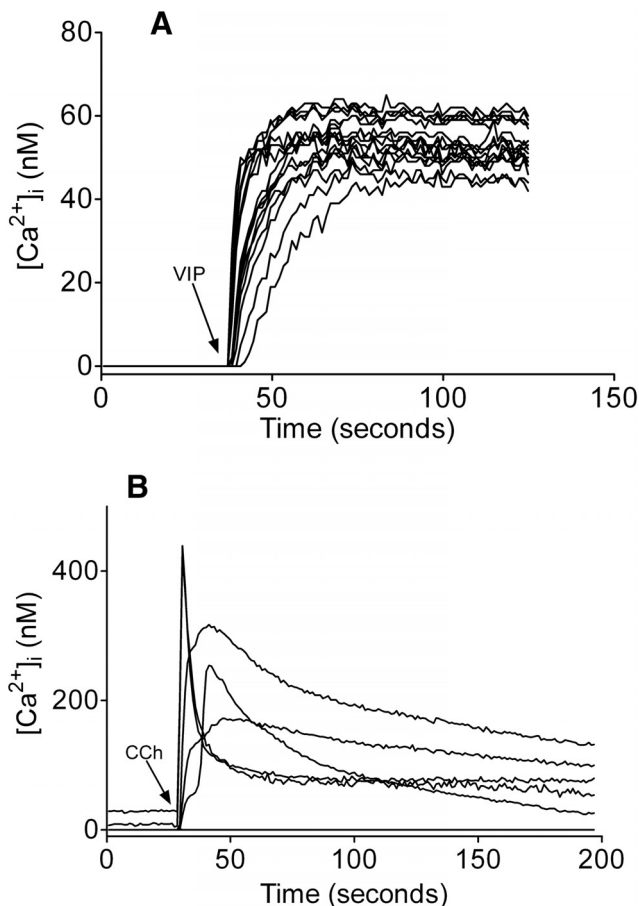 A
80
60
40
20
0
[Ca²⁺]ᵢ (nM)
VIP
0 50 100 150
Time (seconds)
B
400
200
0
[Ca²⁺]ᵢ (nM)
CCh
0 50 100 150 200
Time (seconds)